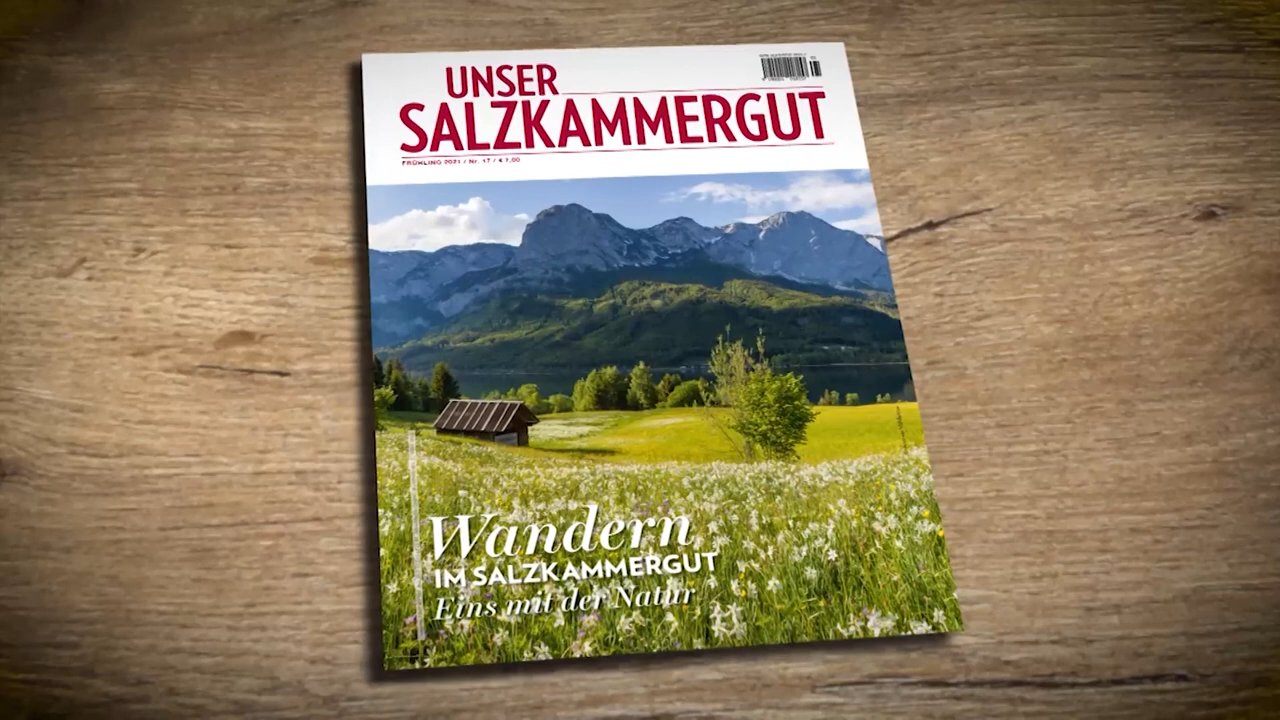 UNSER
SALZKAMMERGUT
FRÜHLING 2021 / Nr. 17 / € 7,00
Wandern
IM SALZKAMMERGUT
Eins mit der Natur